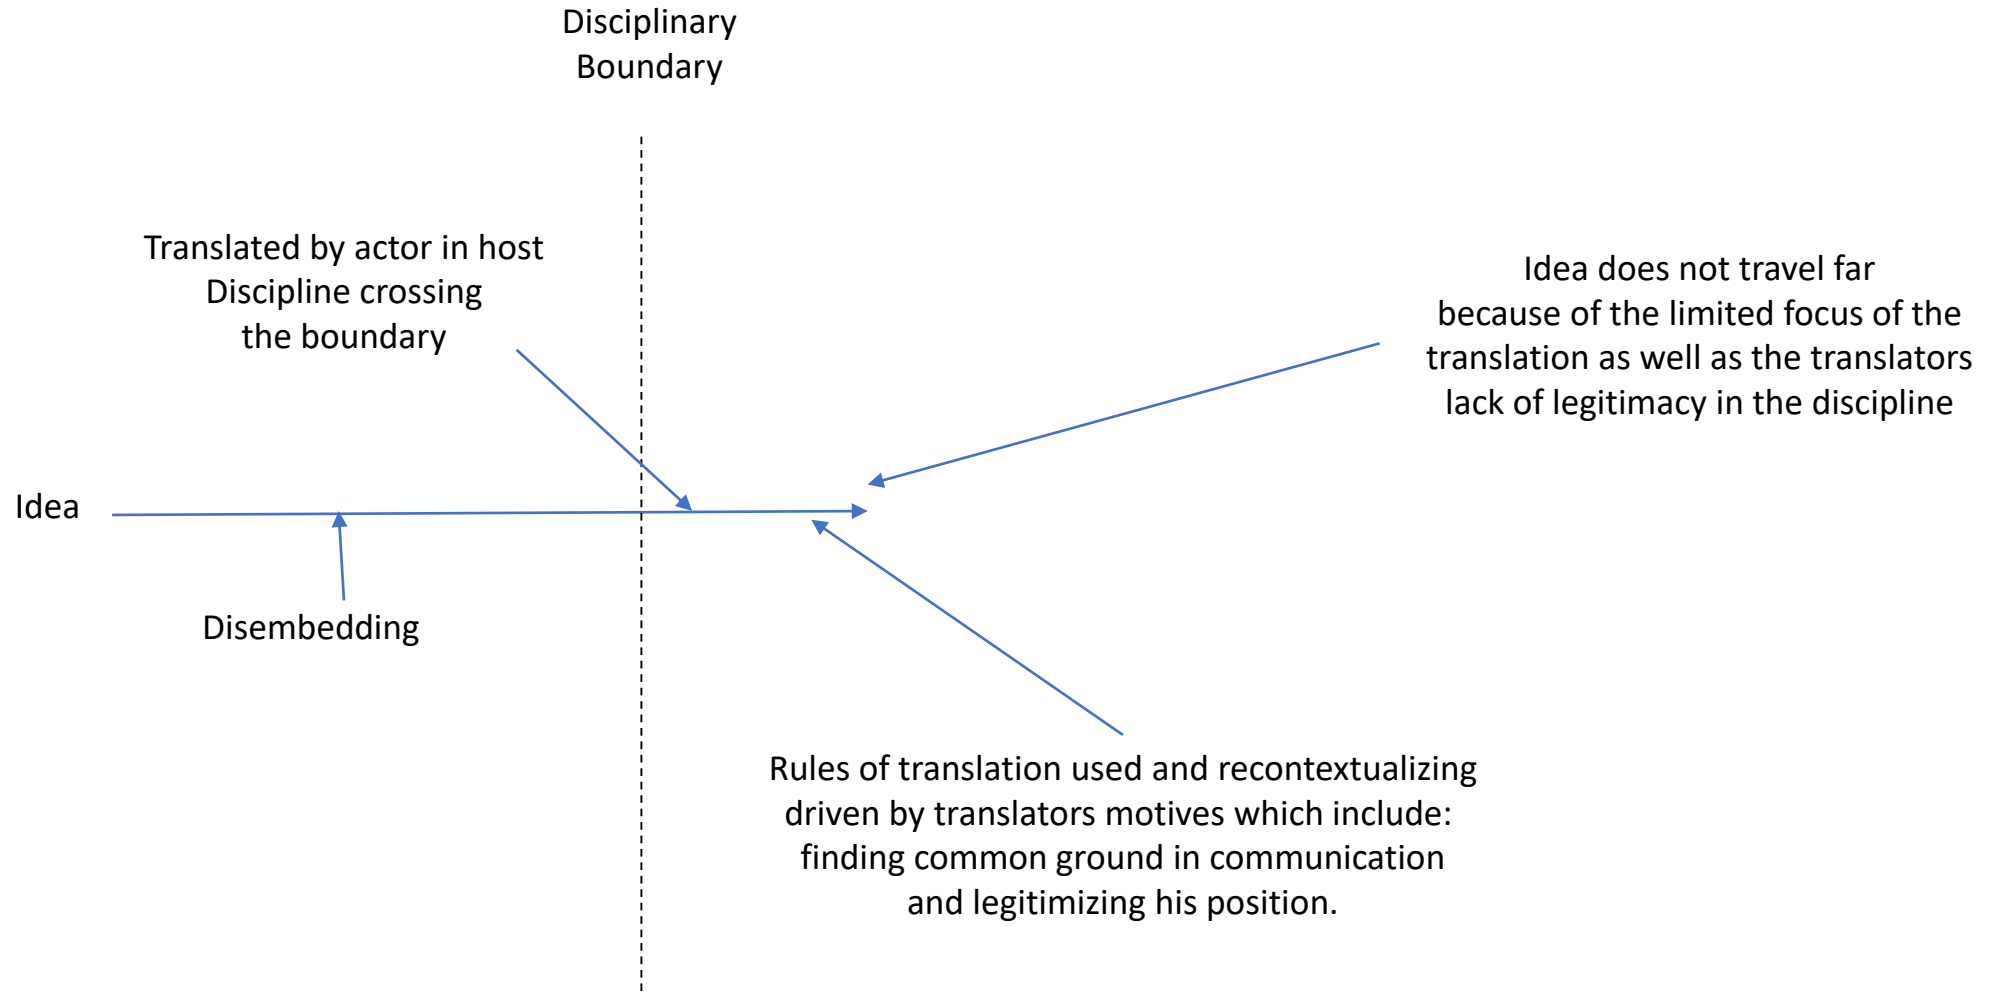 Disciplinary
Boundary
Translated by actor in host
Discipline crossing
the boundary
Idea does not travel far
because of the limited focus of the
translation as well as the translators
lack of legitimacy in the discipline
Idea
Disembedding
Rules of translation used and recontextualizing
driven by translators motives which include:
finding common ground in communication
and legitimizing his position.